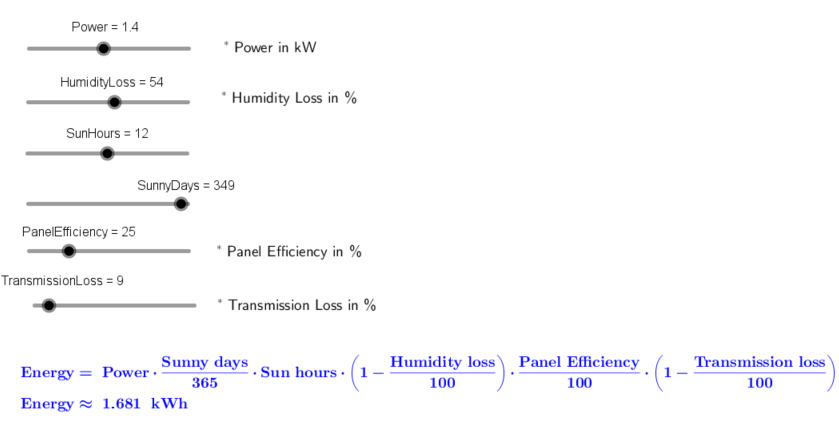 Power = 1.4
* Power in kW
HumidityLoss = 54
* Humidity Loss in %
SunHours = 12
SunnyDays = 349
PanelEfficiency = 25
* Panel Efficiency in %
TransmissionLoss = 9
* Transmission Loss in %
Energy = Power · Sunny days / 365 · Sun hours · (1 − Humidity loss / 100) · Panel Efficiency / 100 · (1 − Transmission loss / 100)
Energy ≈ 1.681 kWh